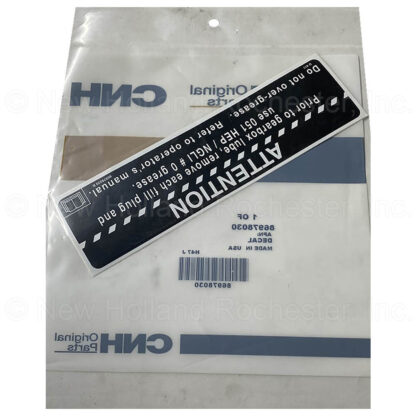 CNH Original
Parts
ATTENTION
Prior to gearbox lube, remove each fill plug and
use 051 HEP/ NGLI # 0 grease.
Do not over-grease. Refer to operator's manual.
1 OF
86978030
APN:
DECAL
MADE IN USA
H47 J
86978030
CNH Original
Parts
© New Holland Rochester, Inc.